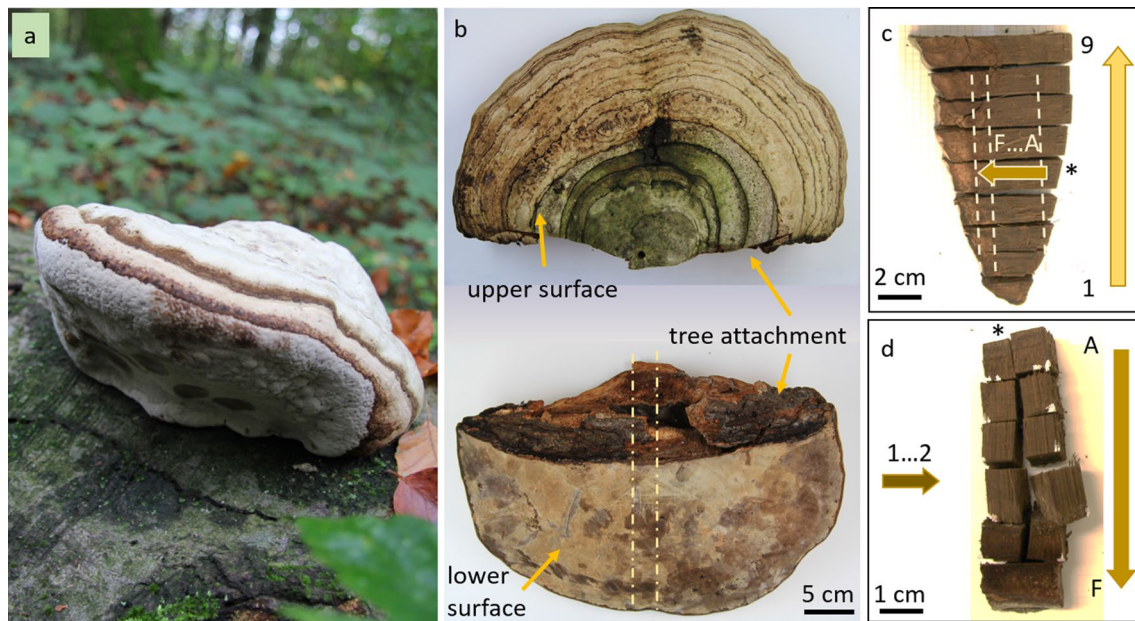 a
b
upper surface
tree attachment
lower
surface
5 cm
c
9
F...A
*
2 cm
1
d
*
A
1...2
F
1 cm